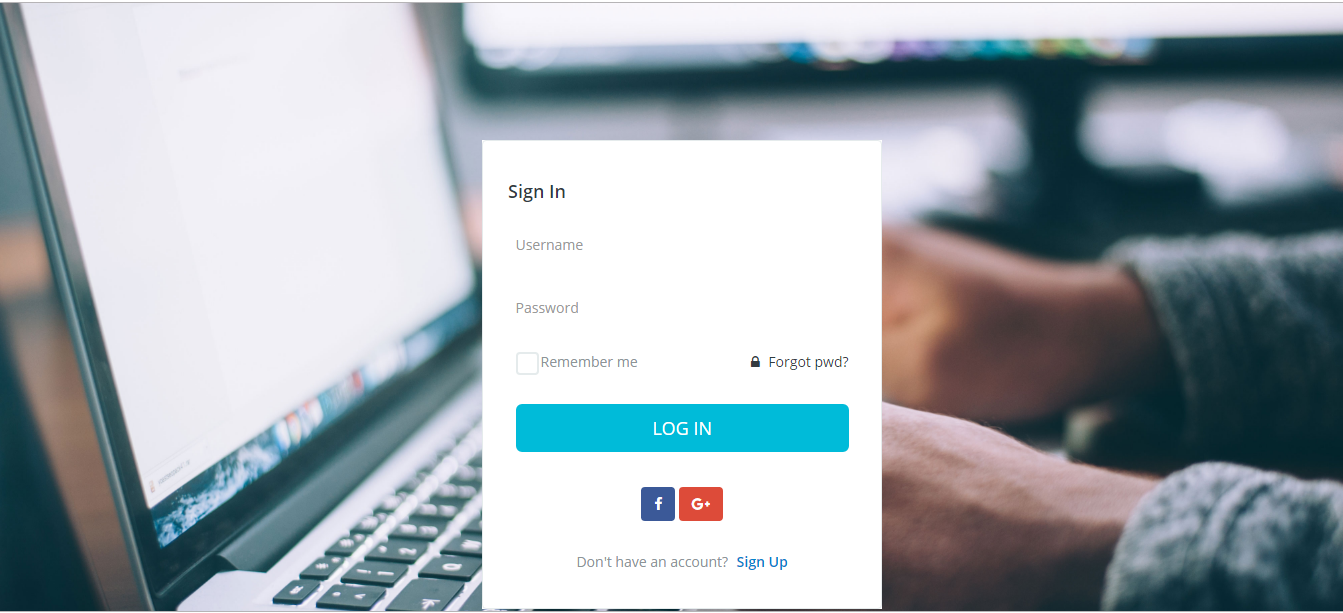 Sign In
Username
Password
Remember me
Forgot pwd?
LOG IN
f G+
Don't have an account? Sign Up